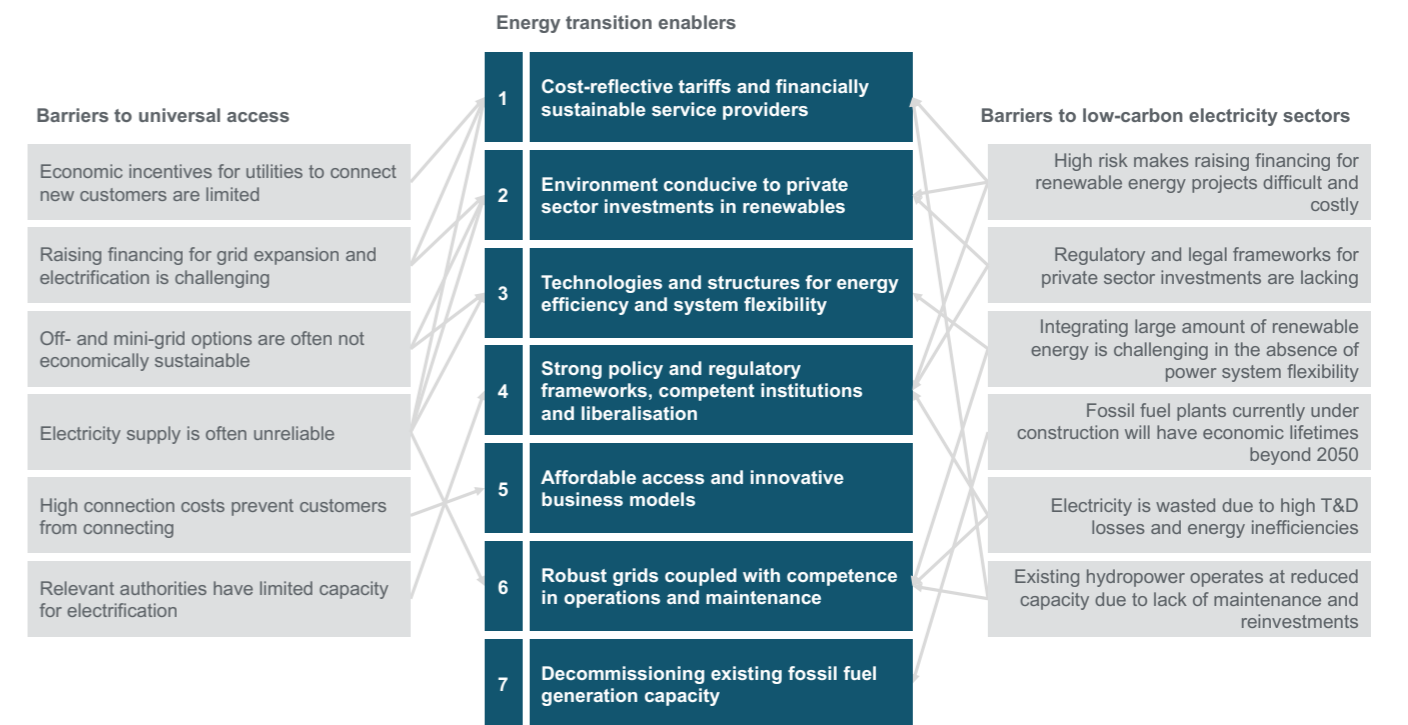 Energy transition enablers
Barriers to universal access
Economic incentives for utilities to connect
new customers are limited
Raising financing for grid expansion and
electrification is challenging
Off- and mini-grid options are often not
economically sustainable
Electricity supply is often unreliable
High connection costs prevent customers
from connecting
Relevant authorities have limited capacity
for electrification
1
Cost-reflective tariffs and financially
sustainable service providers
2
Environment conducive to private
sector investments in renewables
3
Technologies and structures for energy
efficiency and system flexibility
4
Strong policy and regulatory
frameworks, competent institutions
and liberalisation
5
Affordable access and innovative
business models
6
Robust grids coupled with competence
in operations and maintenance
7
Decommissioning existing fossil fuel
generation capacity
Barriers to low-carbon electricity sectors
High risk makes raising financing for
renewable energy projects difficult and
costly
Regulatory and legal frameworks for
private sector investments are lacking
Integrating large amount of renewable
energy is challenging in the absence of
power system flexibility
Fossil fuel plants currently under
construction will have economic lifetimes
beyond 2050
Electricity is wasted due to high T&D
losses and energy inefficiencies
Existing hydropower operates at reduced
capacity due to lack of maintenance and
reinvestments